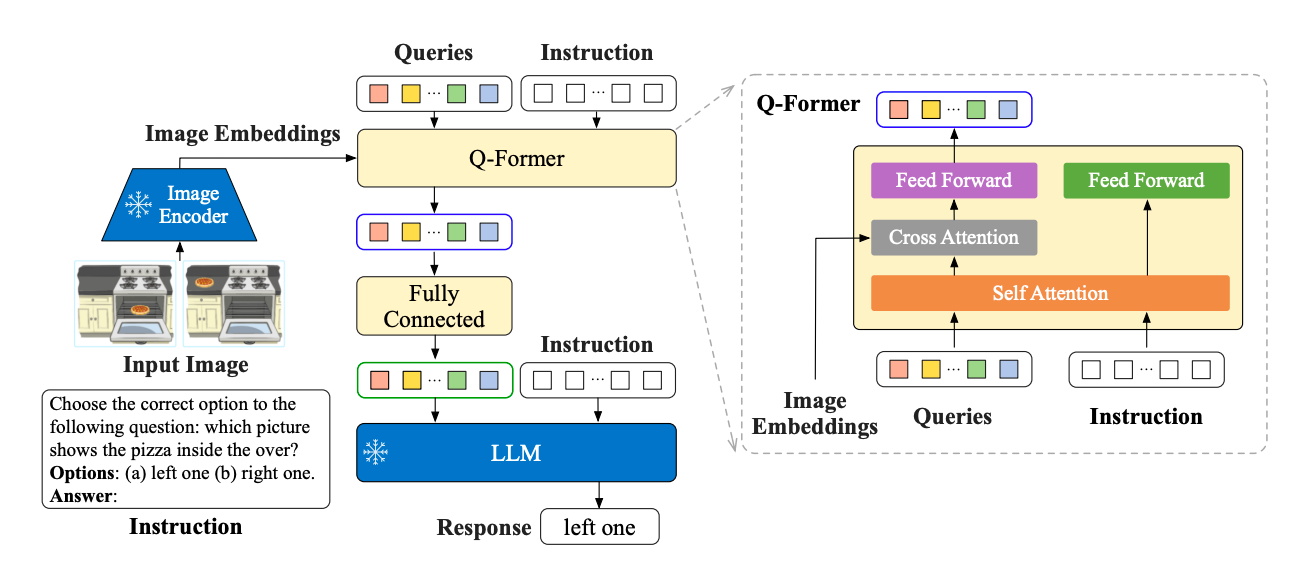 Queries
Instruction
...
...
Image Embeddings
Q-Former
Image
Encoder
...
Fully
Connected
Input Image
Instruction
...
...
Choose the correct option to the
following question: which picture
shows the pizza inside the over?
Options: (a) left one (b) right one.
Answer:
Instruction
LLM
Response
left one
Q-Former
...
Feed Forward
Feed Forward
Cross Attention
Self Attention
...
...
Image
Embeddings
Queries
Instruction